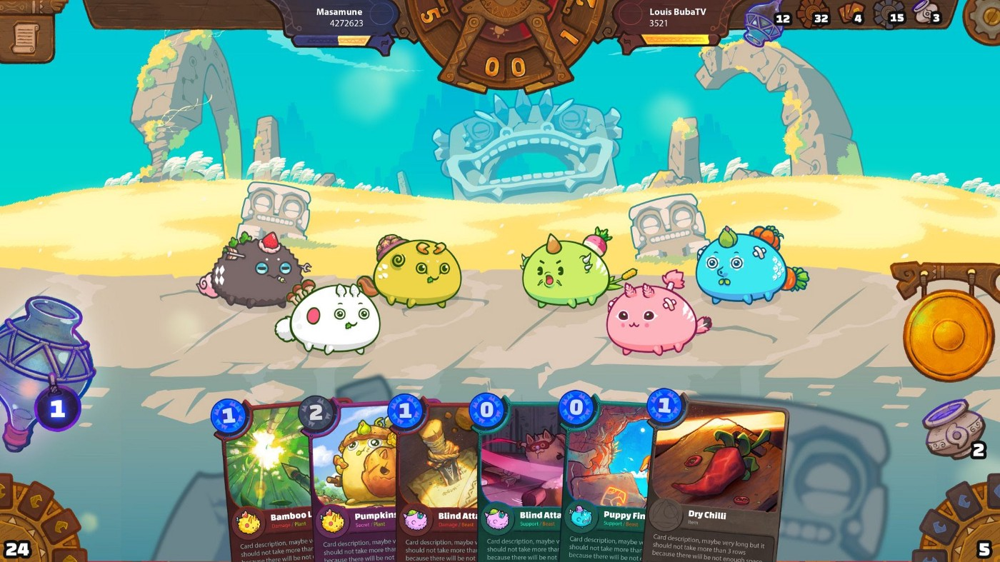 Masamune
4272623
5
2
1
0 0
Louis BubaTV
3521
12
32
4
15
3
1
2
24
5
1
Bamboo L
Damage / Plant
Card description, maybe v
should not take more than
because there will be not
2
Pumpkins
Secret / Plant
Card description, maybe v
should not take more than
because there will be not
1
Blind Atta
Damage / Beast
Card description, maybe v
should not take more than
because there will be not
0
Blind Atta
Support / Beast
Card description, maybe v
should not take more than
because there will be not
0
Puppy Fin
Support / Beast
Card description, maybe v
should not take more than
because there will be not
1
Dry Chilli
Item
Card description, maybe very long but it
should not take more than 3 rows
because there will be not enough space